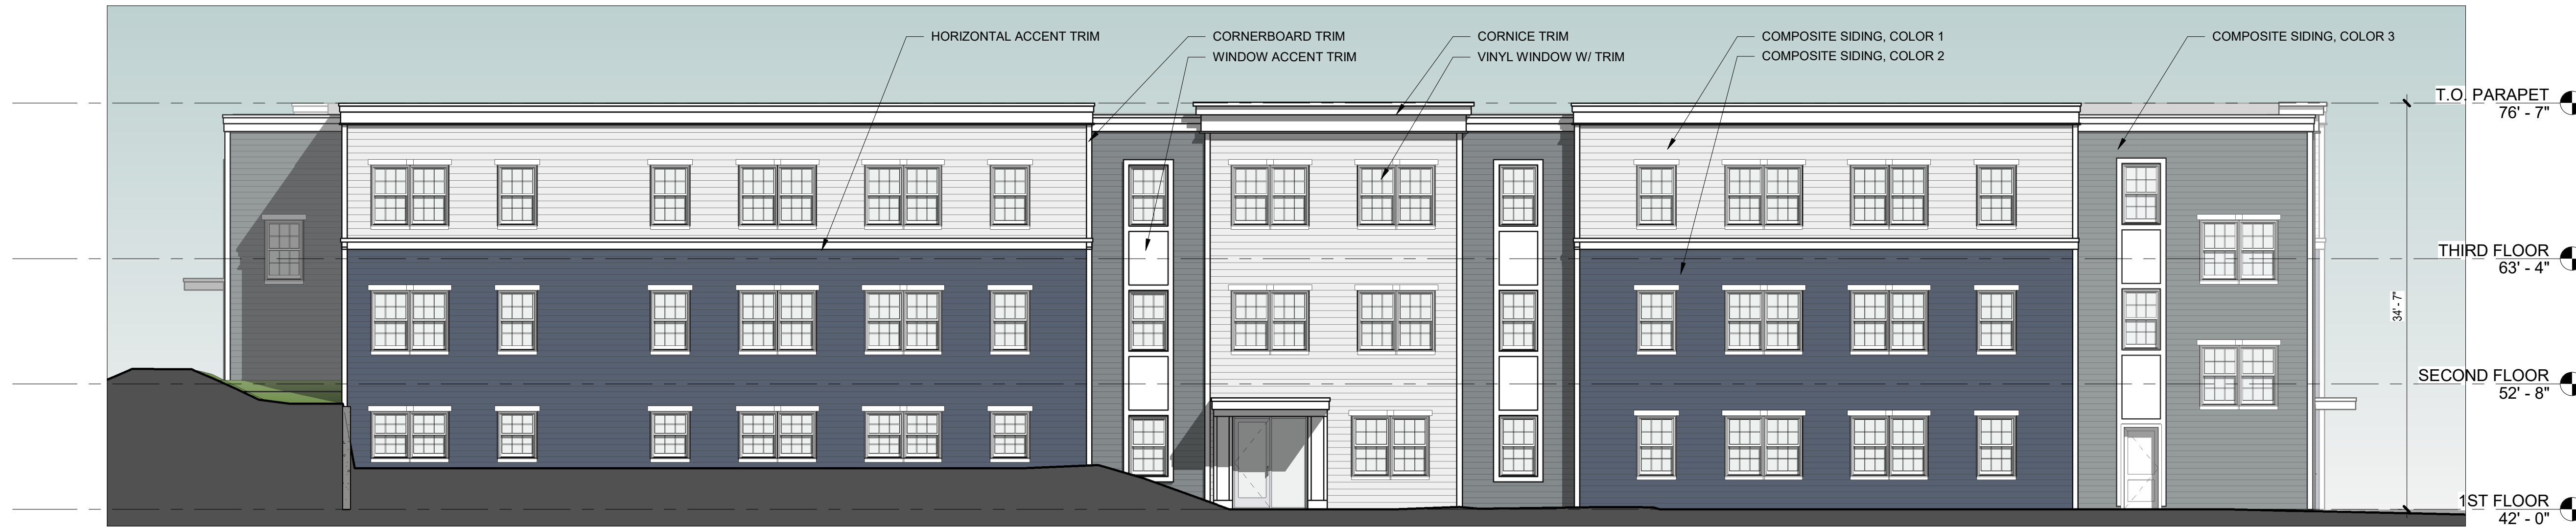 HORIZONTAL ACCENT TRIM
CORNERBOARD TRIM
WINDOW ACCENT TRIM
CORNICE TRIM
VINYL WINDOW W/ TRIM
COMPOSITE SIDING, COLOR 1
COMPOSITE SIDING, COLOR 2
COMPOSITE SIDING, COLOR 3
T.O. PARAPET
76' - 7"
THIRD FLOOR
63' - 4"
34' - 7"
SECOND FLOOR
52' - 8"
1ST FLOOR
42' - 0"